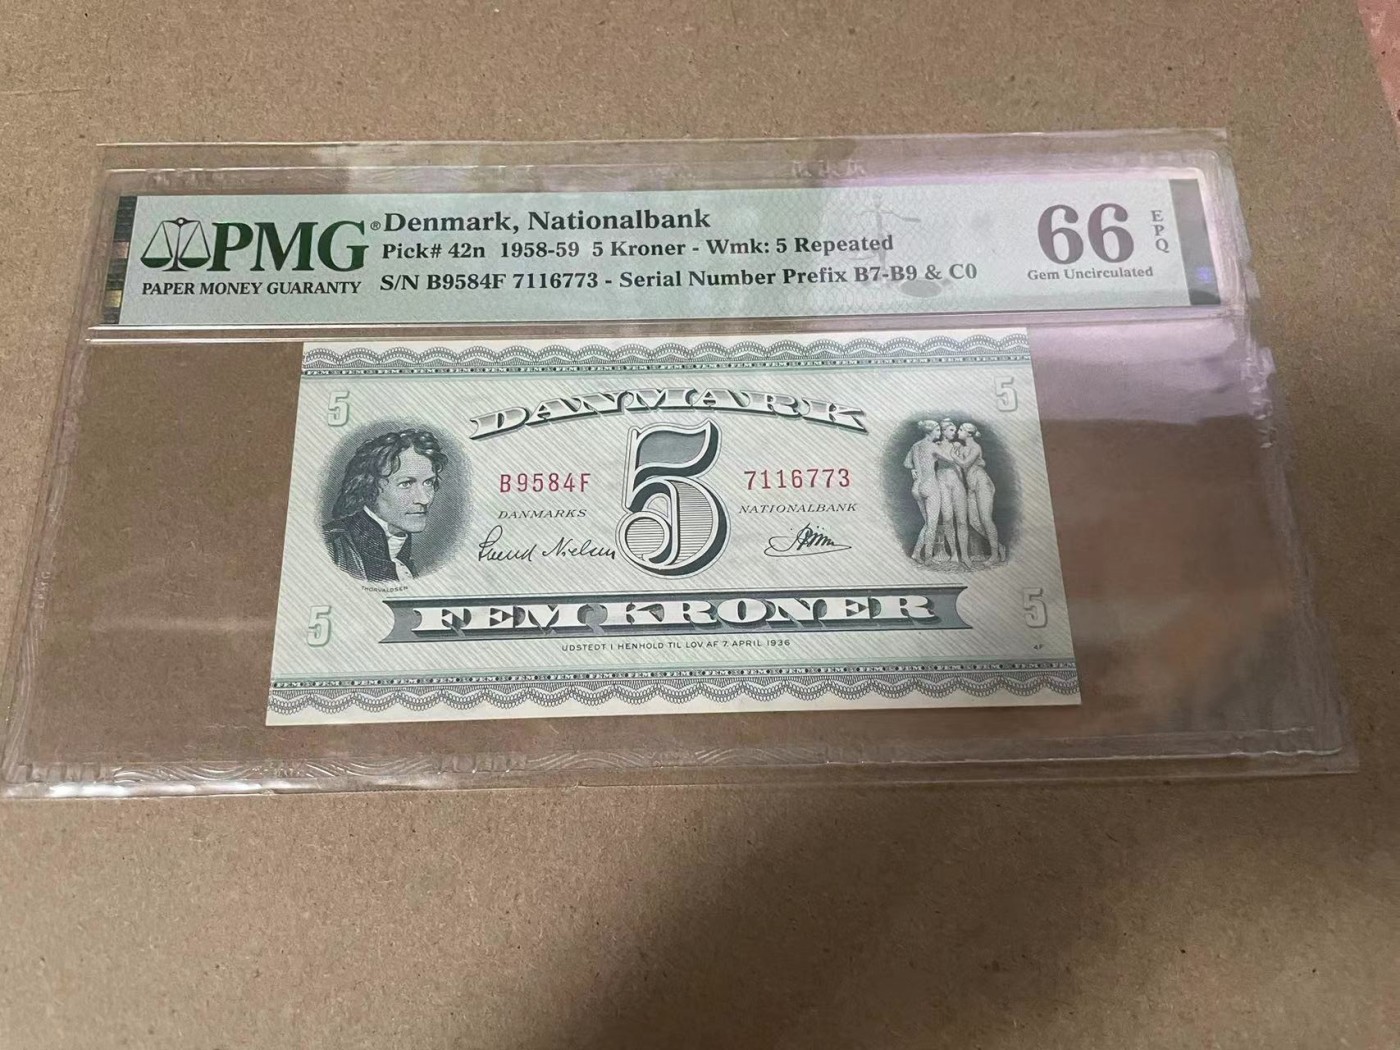 PMG®
PAPER MONEY GUARANTY
Denmark, Nationalbank
Pick# 42n 1958-59 5 Kroner - Wmk: 5 Repeated
S/N B9584F 7116773 - Serial Number Prefix B7-B9 & C0
66
EPQ
Gem Uncirculated
5
5
DANMARK
5
B9584F
7116773
DANMARKS
NATIONALBANK
THORVALDSEN
5
5
FEM KRONER
UDSTEDT I HENHOLD TIL LOV AF 7. APRIL 1936